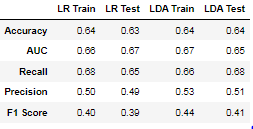 LR Train LR Test LDA Train LDA Test
Accuracy 0.64 0.63 0.64 0.64
AUC 0.66 0.67 0.67 0.65
Recall 0.68 0.65 0.66 0.68
Precision 0.50 0.49 0.53 0.51
F1 Score 0.40 0.39 0.44 0.41